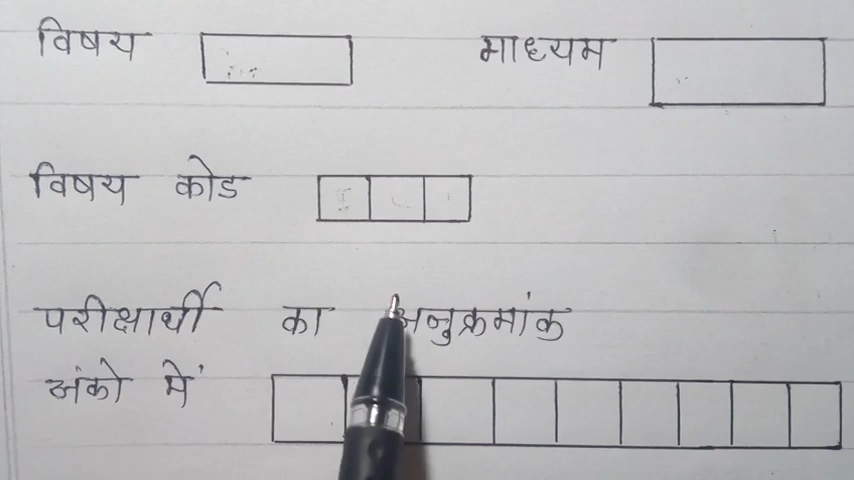 विषय माध्यम
विषय कोड
परीक्षार्थी का अनुक्रमांक
अंको में